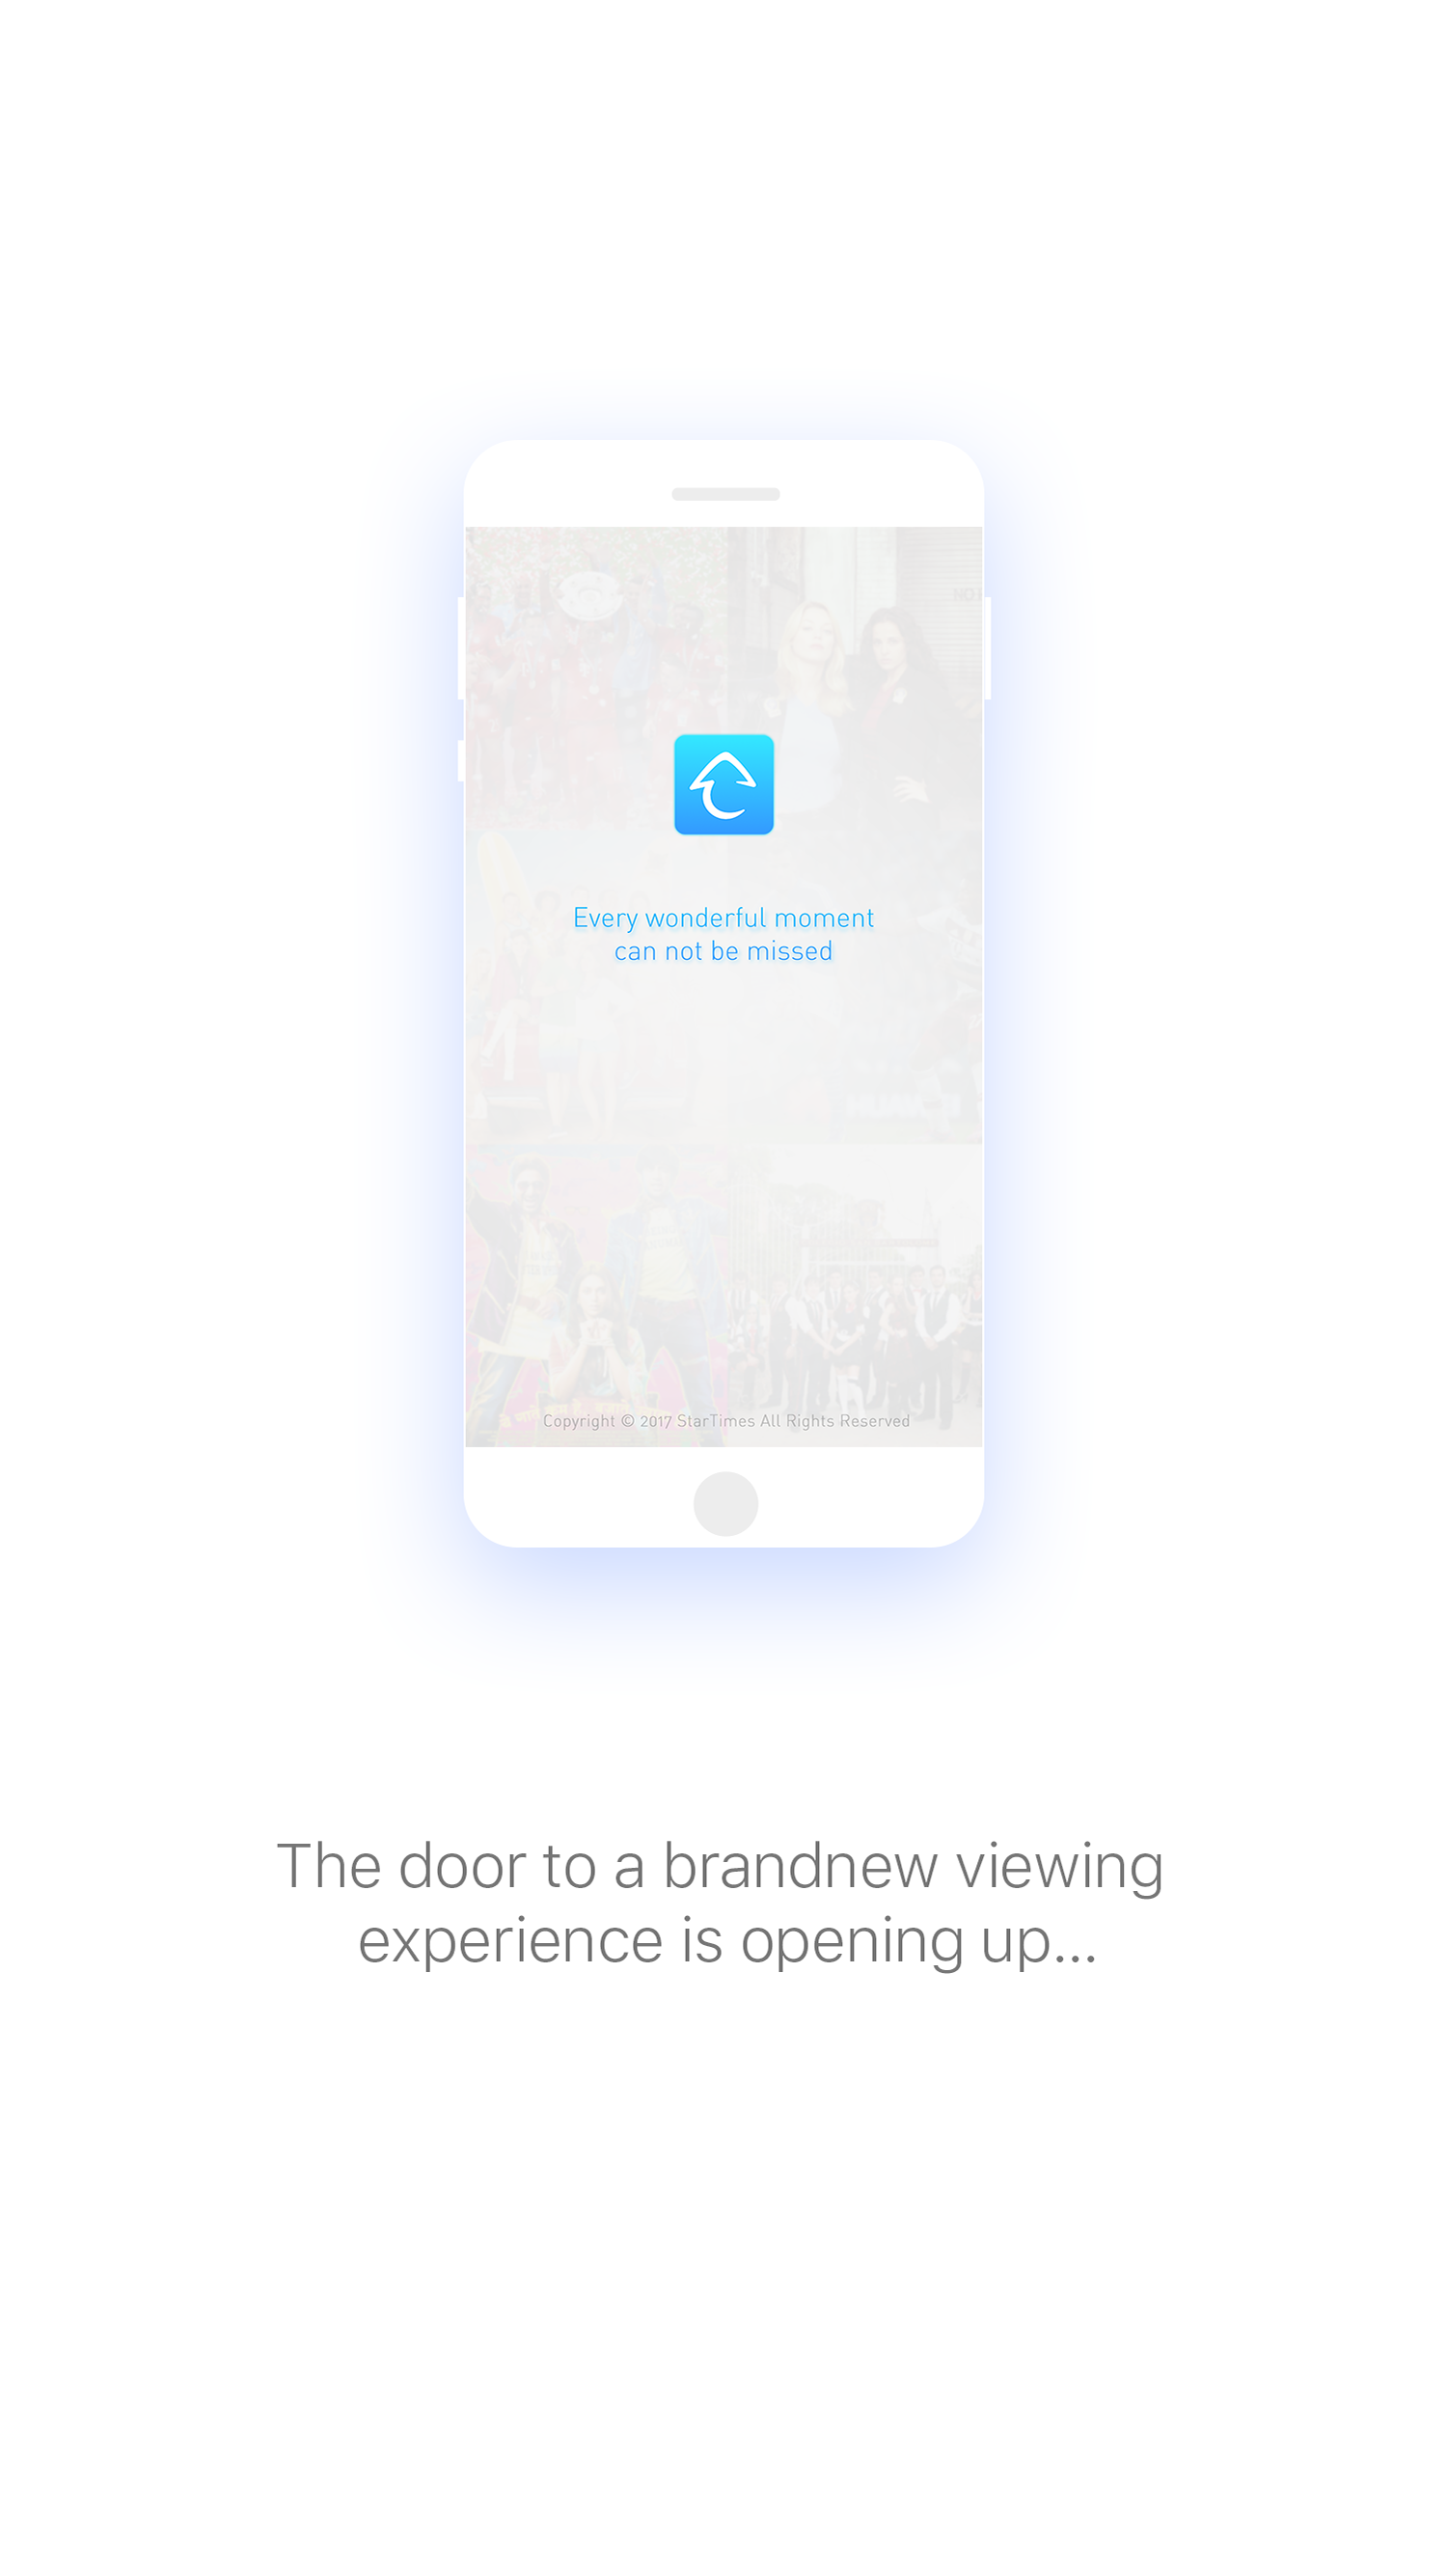 Every wonderful moment
can not be missed
Copyright © 2017 StarTimes All Rights Reserved
The door to a brandnew viewing
experience is opening up...